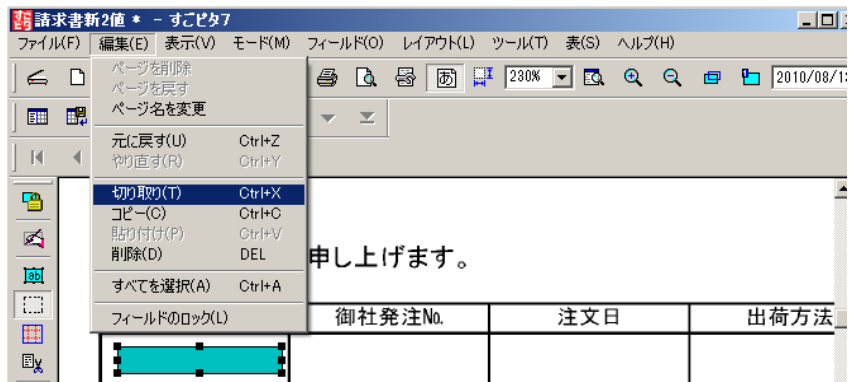 請求書新2値 * - すごピタ7
ファイル(F) 編集(E) 表示(V) モード(M) フィールド(O) レイアウト(L) ツール(T) 表(S) ヘルプ(H)
あ 230% 2010/08/13
ページを削除
ページを戻す
ページ名を変更
元に戻す(U) Ctrl+Z
やり直す(R) Ctrl+Y
切り取り(T) Ctrl+X
コピー(C) Ctrl+C
貼り付け(P) Ctrl+V
削除(D) DEL
すべてを選択(A) Ctrl+A
フィールドのロック(L)
申し上げます。
御社発注No. 注文日 出荷方法
ab